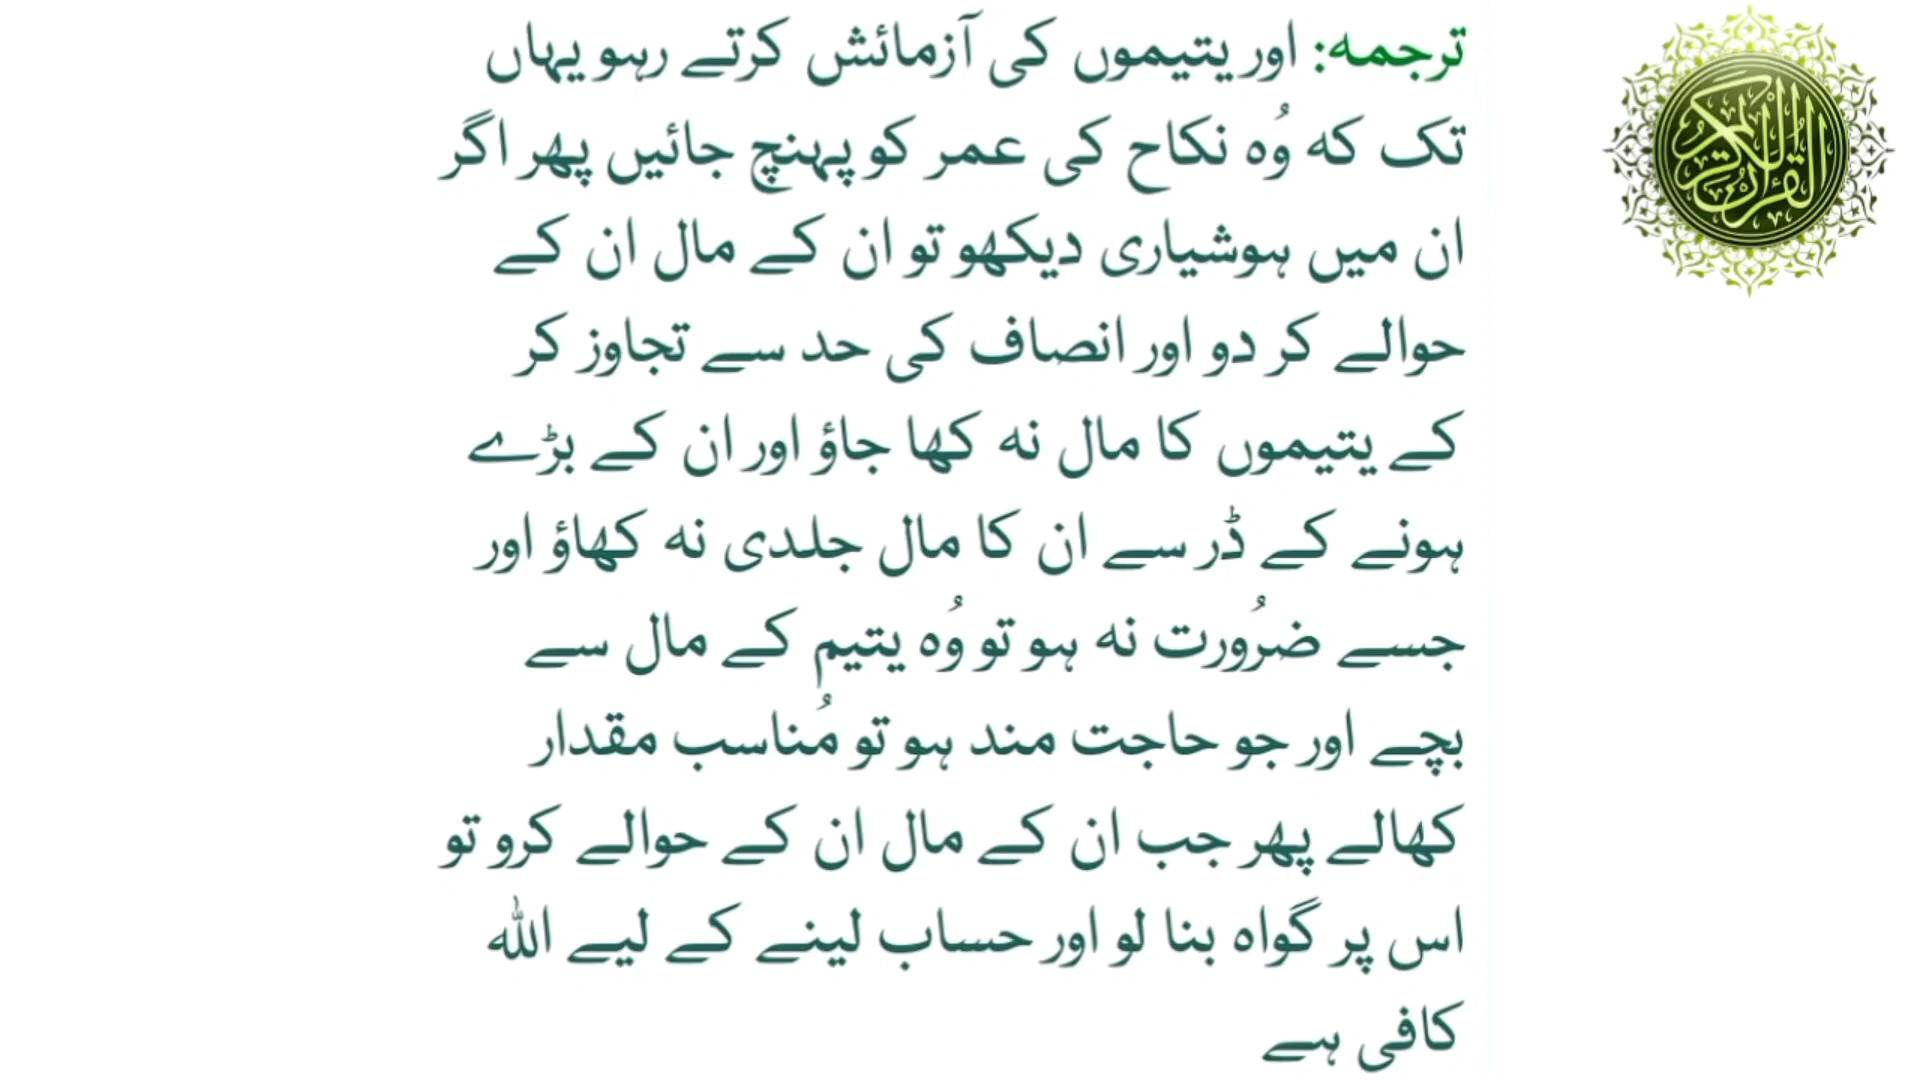 ترجمہ: اور یتیموں کی آزمائش کرتے رہو یہاں
تک کہ وُہ نکاح کی عمر کو پہنچ جائیں پھر اگر
ان میں ہوشیاری دیکھو تو ان کے مال ان کے
حوالے کر دو اور انصاف کی حد سے تجاوز کر
کے یتیموں کا مال نہ کھا جاؤ اور ان کے بڑے
ہونے کے ڈر سے ان کا مال جلدی نہ کھاؤ اور
جسے ضرُورت نہ ہو تو وُہ یتیم کے مال سے
بچے اور جو حاجت مند ہو تو مُناسب مقدار
کھالے پھر جب ان کے مال ان کے حوالے کرو تو
اس پر گواہ بنا لو اور حساب لینے کے لیے اللہ
کافی ہے
القرآن الكريم